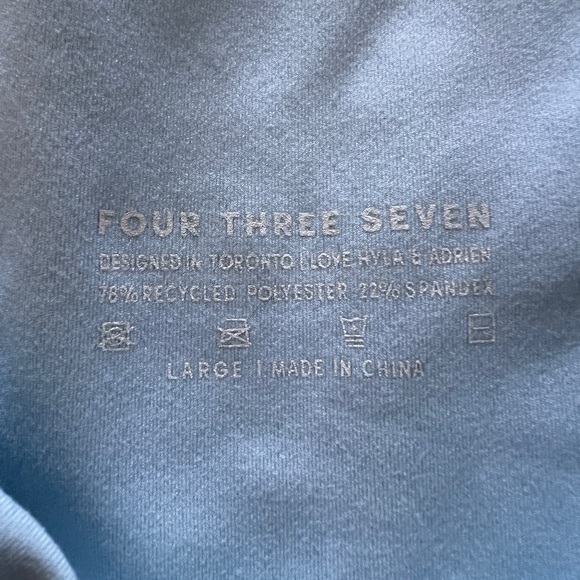 FOUR THREE SEVEN
DESIGNED IN TORONTO | LOVE HYLA & ADRIEN
78% RECYCLED POLYESTER 22% SPANDEX
LARGE | MADE IN CHINA